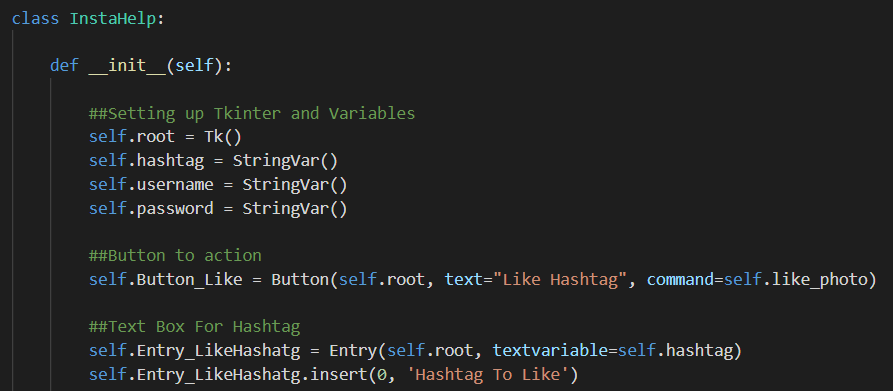 class InstaHelp:
def __init__(self):
##Setting up Tkinter and Variables
self.root = Tk()
self.hashtag = StringVar()
self.username = StringVar()
self.password = StringVar()
##Button to action
self.Button_Like = Button(self.root, text="Like Hashtag", command=self.like_photo)
##Text Box For Hashtag
self.Entry_LikeHashatg = Entry(self.root, textvariable=self.hashtag)
self.Entry_LikeHashatg.insert(0, 'Hashtag To Like')